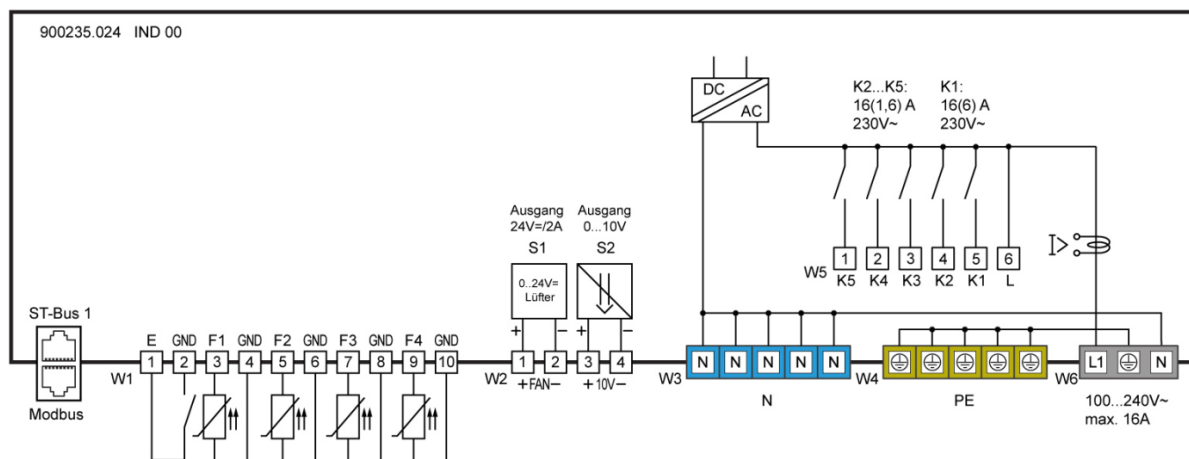 900235.024 IND 00
DC
AC
K2...K5:
16(1,6) A
230V~
K1:
16(6) A
230V~
Ausgang
24V=/2A
S1
Ausgang
0...10V
S2
0..24V=
Lüfter
+ − + −
W5 1 2 3 4 5 6
K5 K4 K3 K2 K1 L
I>
ST-Bus 1
Modbus
E GND F1 GND F2 GND F3 GND F4 GND
1 2 3 4 5 6 7 8 9 10
W1
W2 1 2 3 4
+FAN− + 10V−
W3 N N N N N
N
W4
PE
W6 L1 N
100...240V~
max. 16A